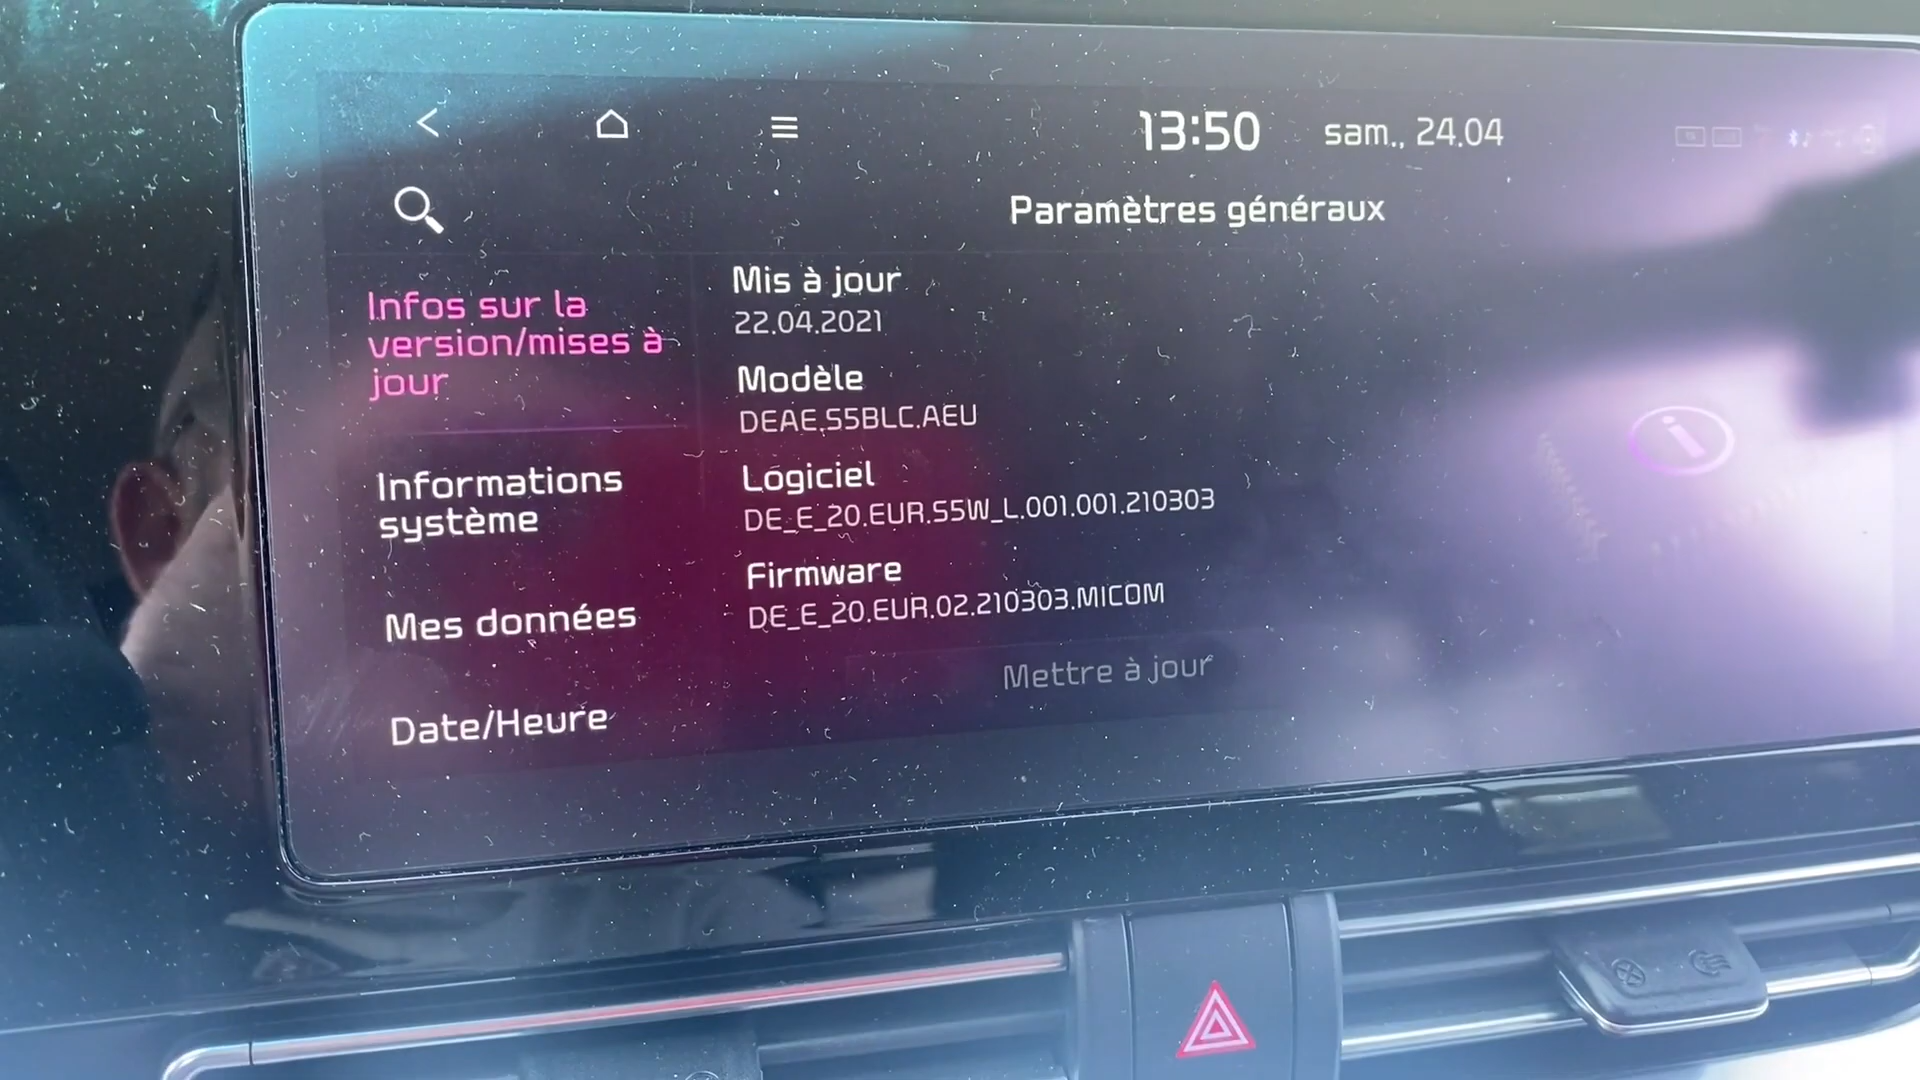 13:50 sam., 24.04
Paramètres généraux
Infos sur la
version/mises à
jour
Informations
système
Mes données
Date/Heure
Mis à jour
22.04.2021
Modèle
DEAE.S5BLC.AEU
Logiciel
DE_E_20.EUR.S5W_L.001.001.210303
Firmware
DE_E_20.EUR.02.210303.MICOM
Mettre à jour